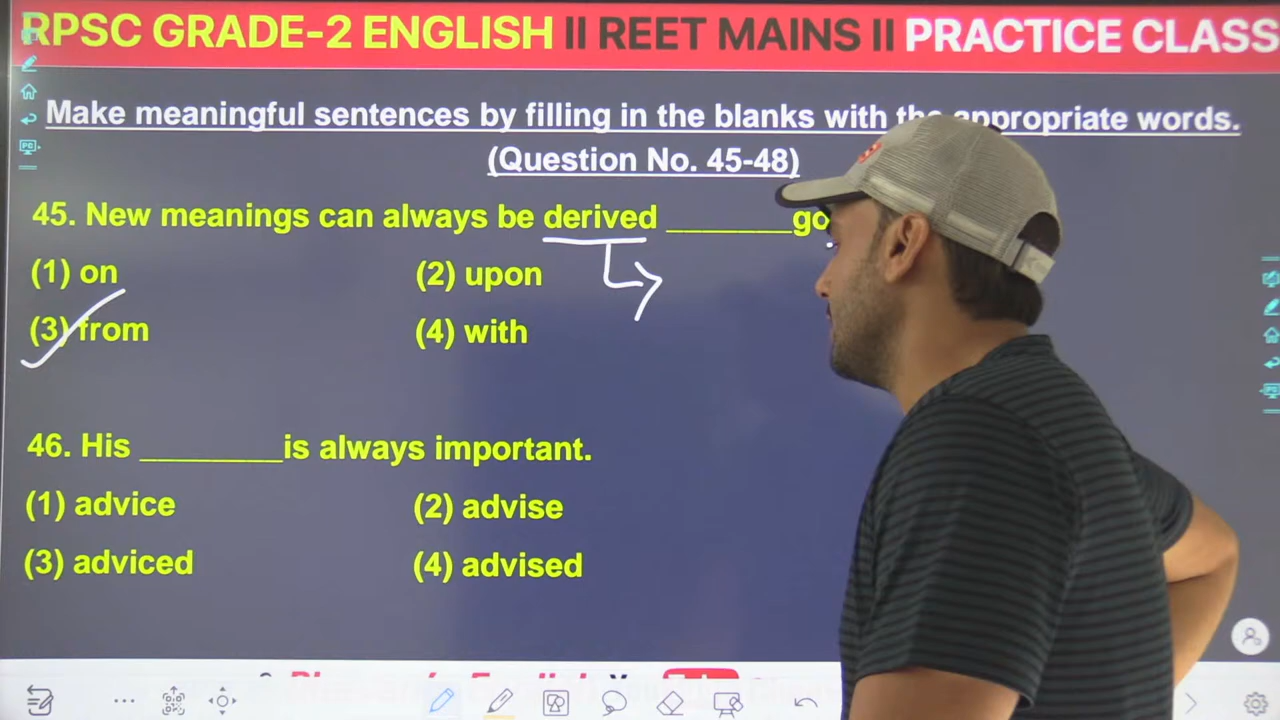 RPSC GRADE-2 ENGLISH II REET MAINS II PRACTICE CLASS
Make meaningful sentences by filling in the blanks with the appropriate words.
(Question No. 45-48)
45. New meanings can always be derived ________
(1) on (2) upon
(3) from (4) with
46. His ________is always important.
(1) advice (2) advise
(3) adviced (4) advised